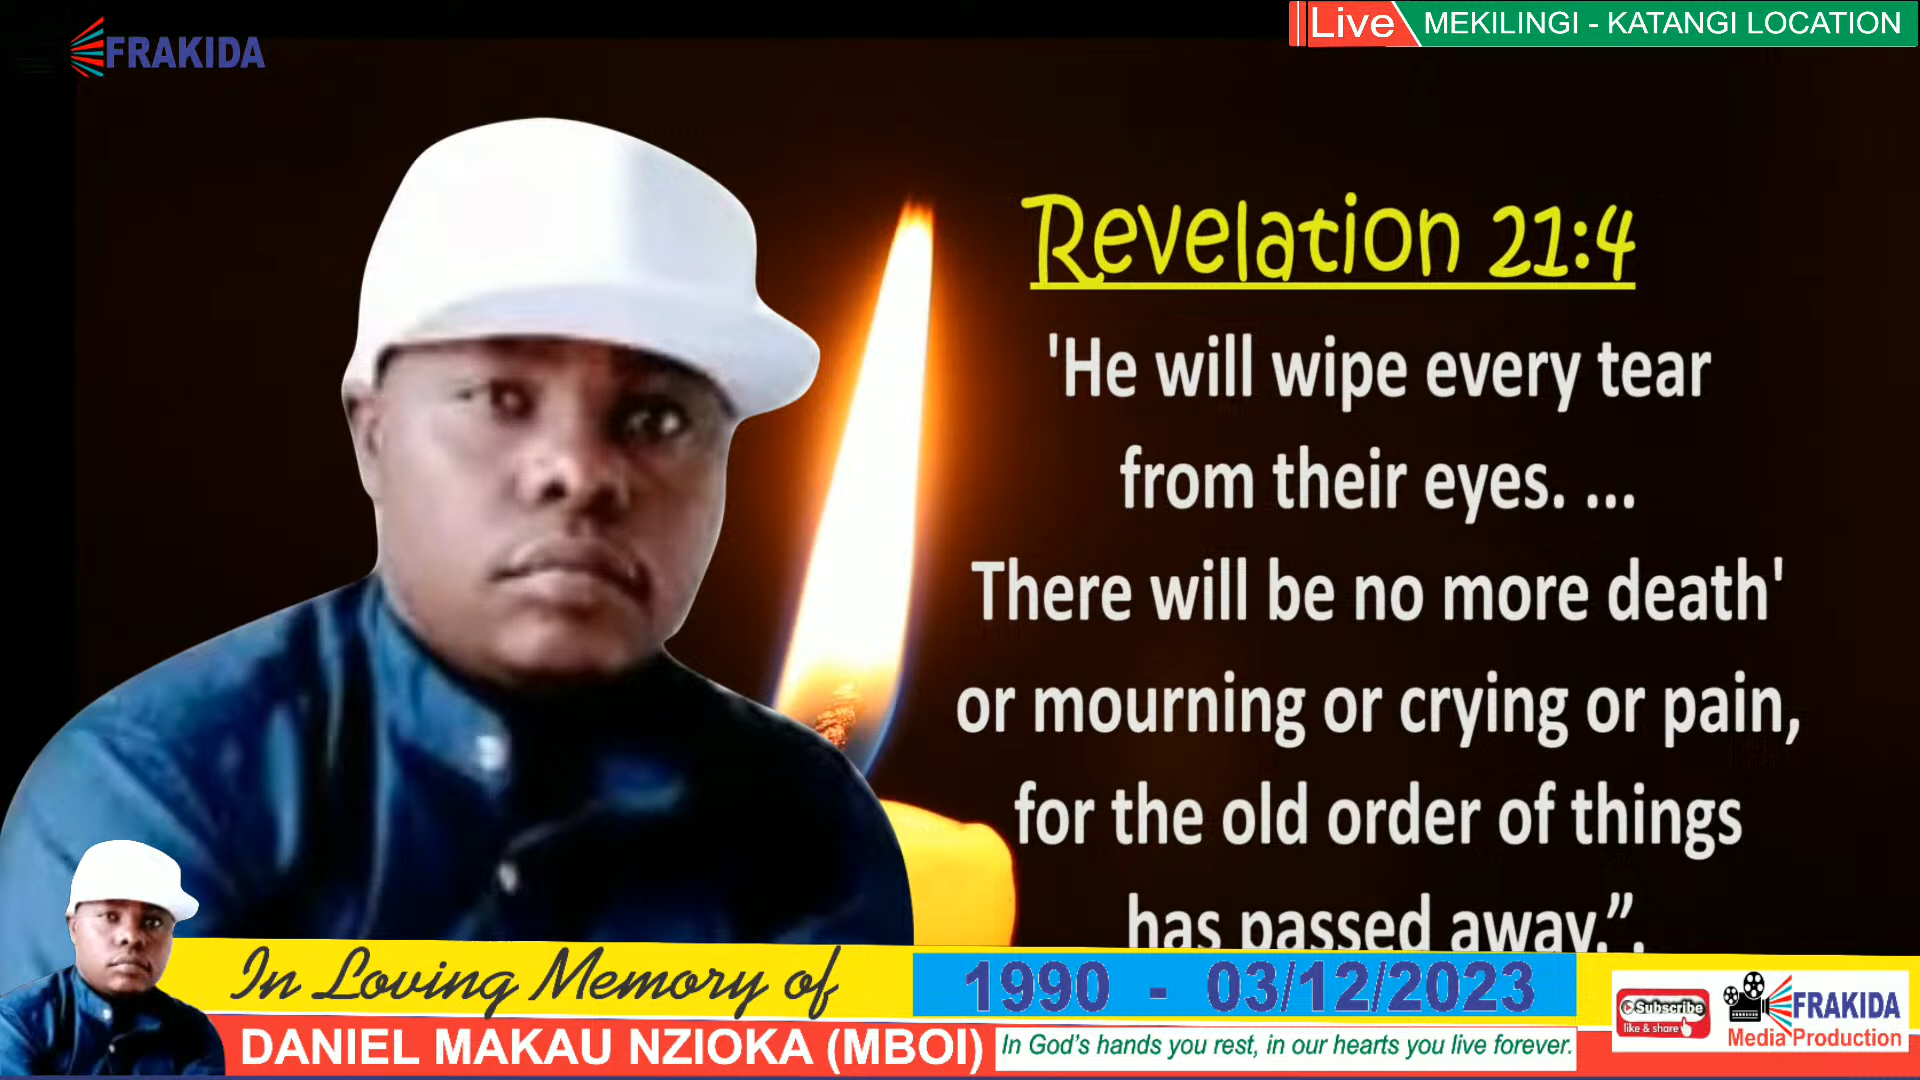 FRAKIDA
Live MEKILINGI - KATANGI LOCATION
Revelation 21:4
'He will wipe every tear
from their eyes. ...
There will be no more death'
or mourning or crying or pain,
for the old order of things
has passed away.”.
In Loving Memory of
1990 - 03/12/2023
DANIEL MAKAU NZIOKA (MBOI)
In God's hands you rest, in our hearts you live forever.
Subscribe
like & share
FRAKIDA
Media Production